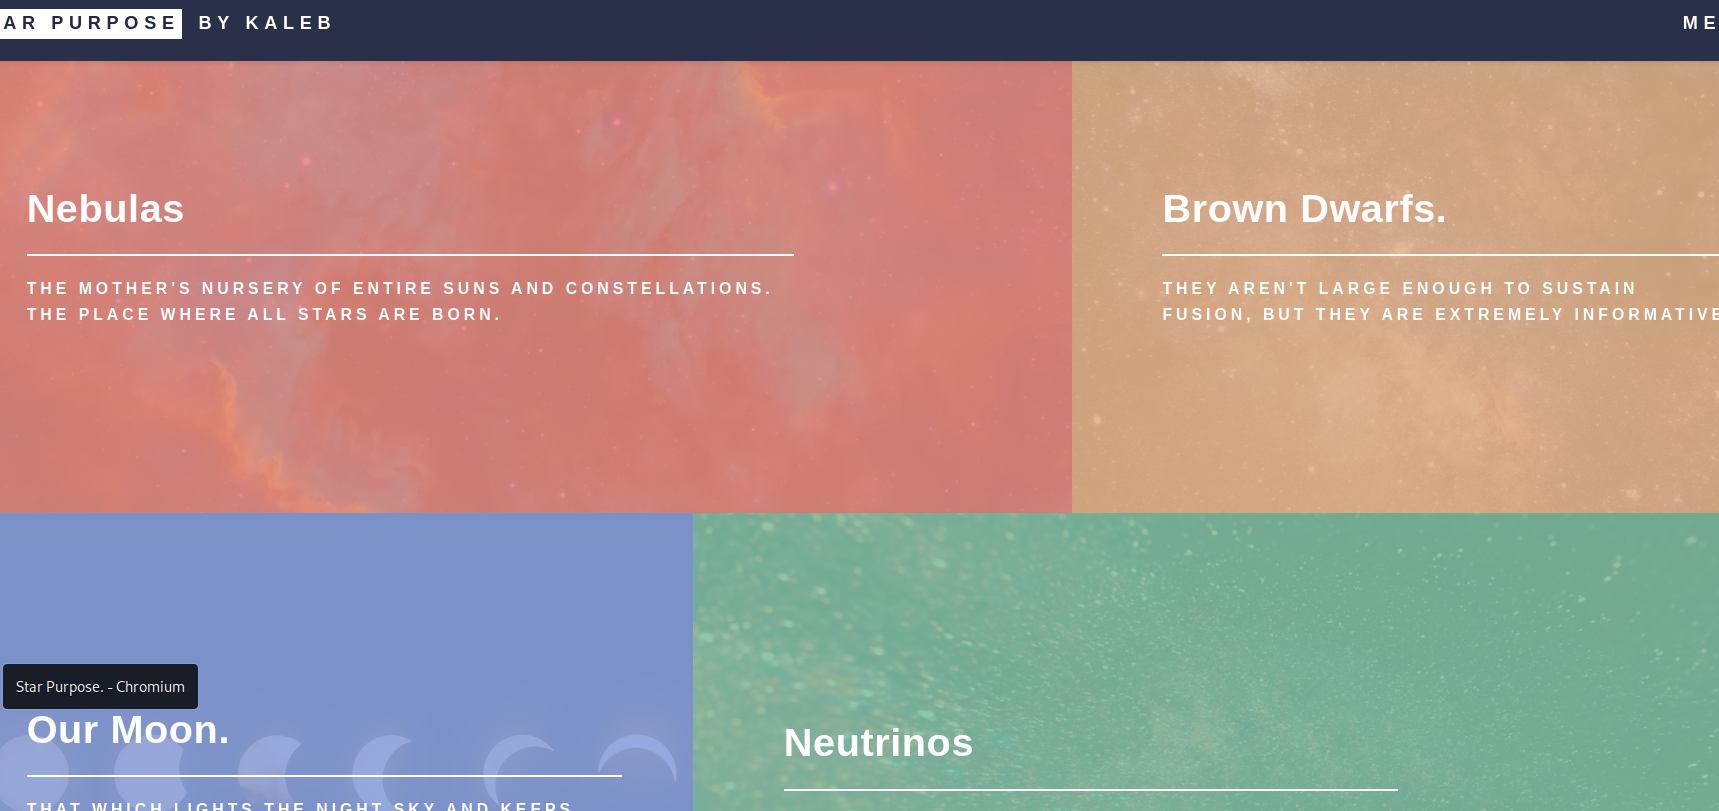 AR PURPOSE BY KALEB
ME
Nebulas
THE MOTHER'S NURSERY OF ENTIRE SUNS AND CONSTELLATIONS.
THE PLACE WHERE ALL STARS ARE BORN.
Brown Dwarfs.
THEY AREN'T LARGE ENOUGH TO SUSTAIN
FUSION, BUT THEY ARE EXTREMELY INFORMATIVE
Star Purpose. - Chromium
Our Moon.
THAT WHICH LIGHTS THE NIGHT SKY AND KEEPS
Neutrinos